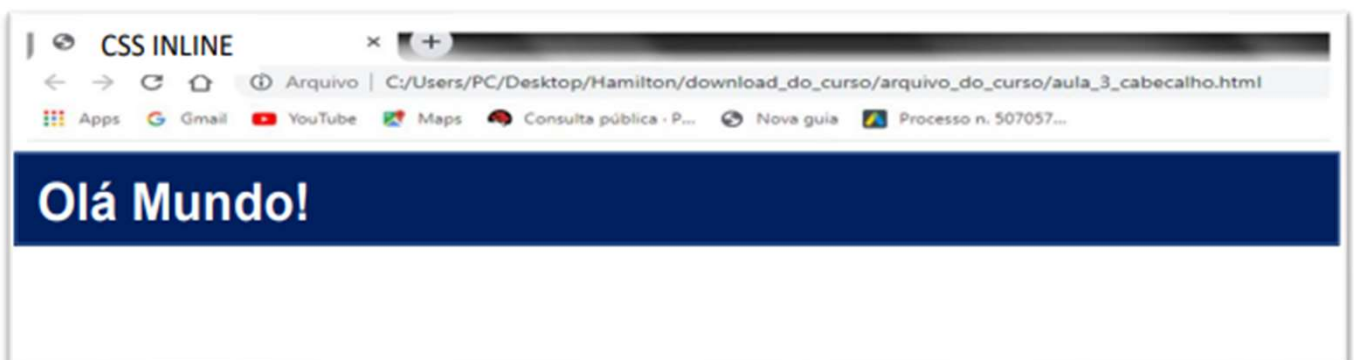 CSS INLINE
Arquivo | C:/Users/PC/Desktop/Hamilton/download_do_curso/arquivo_do_curso/aula_3_cabecalho.html
Apps Gmail YouTube Maps Consulta pública - P... Nova guia Processo n. 507057...
Olá Mundo!